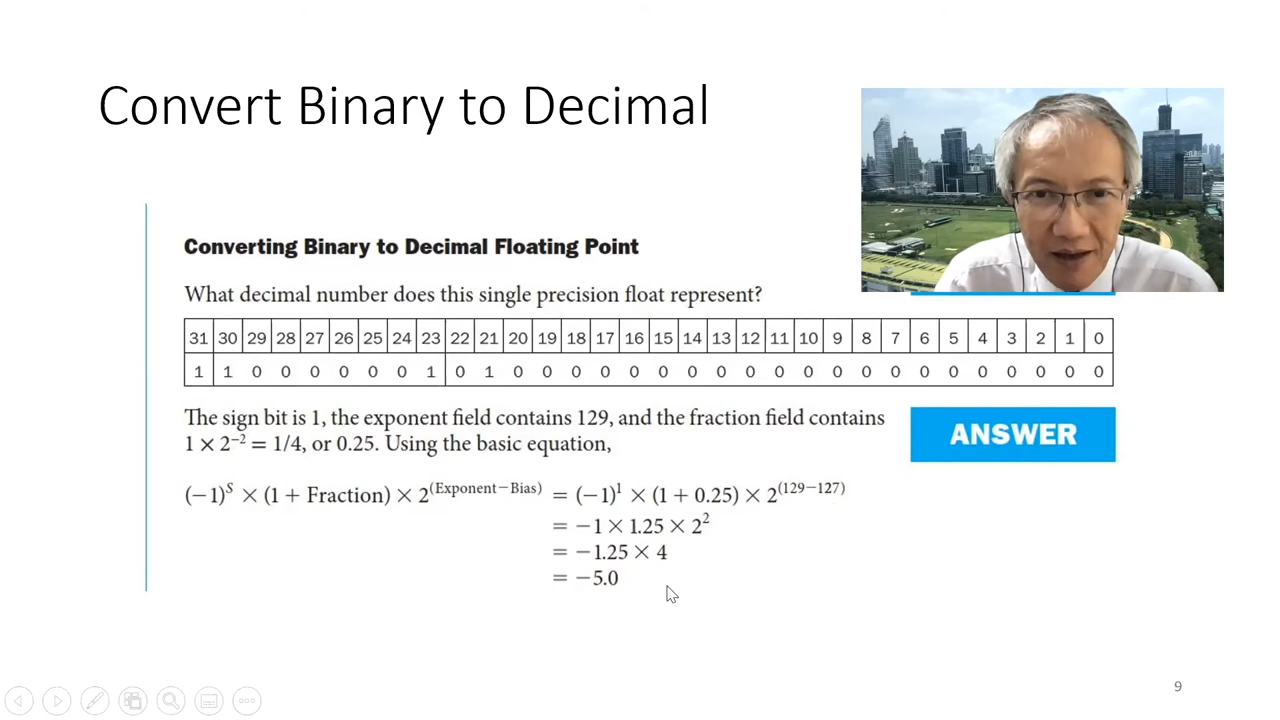 Convert Binary to Decimal
Converting Binary to Decimal Floating Point
What decimal number does this single precision float represent?
31 30 29 28 27 26 25 24 23 22 21 20 19 18 17 16 15 14 13 12 11 10 9 8 7 6 5 4 3 2 1 0
1 1 0 0 0 0 0 0 1 0 1 0 0 0 0 0 0 0 0 0 0 0 0 0 0 0 0 0 0 0 0 0
The sign bit is 1, the exponent field contains 129, and the fraction field contains
1 × 2⁻² = 1/4, or 0.25. Using the basic equation,
ANSWER
(−1)ˢ × (1 + Fraction) × 2^(Exponent−Bias) = (−1)¹ × (1 + 0.25) × 2^(129−127)
= −1 × 1.25 × 2²
= −1.25 × 4
= −5.0
9